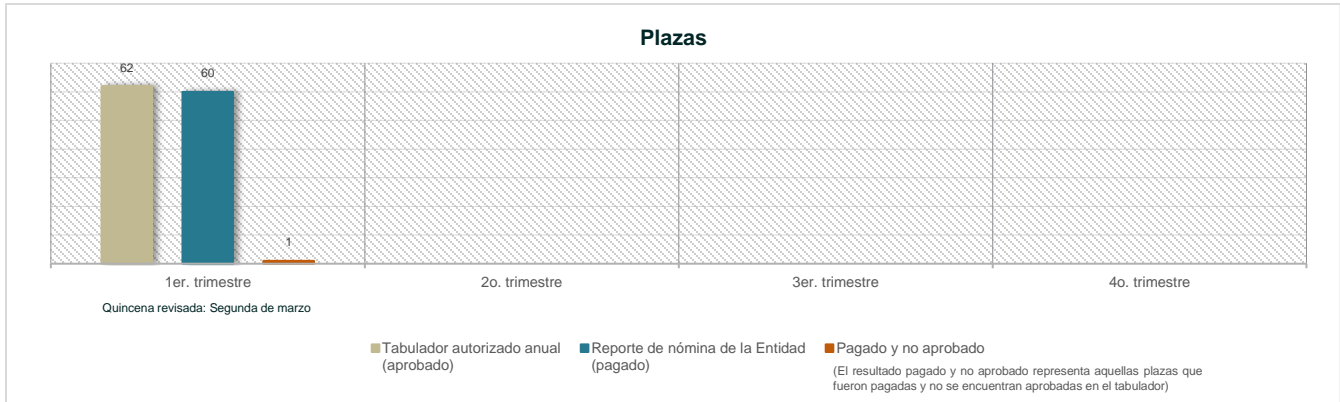 Plazas
62
60
1
1er. trimestre
2o. trimestre
3er. trimestre
4o. trimestre
Quincena revisada: Segunda de marzo
Tabulador autorizado anual
(aprobado)
Reporte de nómina de la Entidad
(pagado)
Pagado y no aprobado
(El resultado pagado y no aprobado representa aquellas plazas que
fueron pagadas y no se encuentran aprobadas en el tabulador)